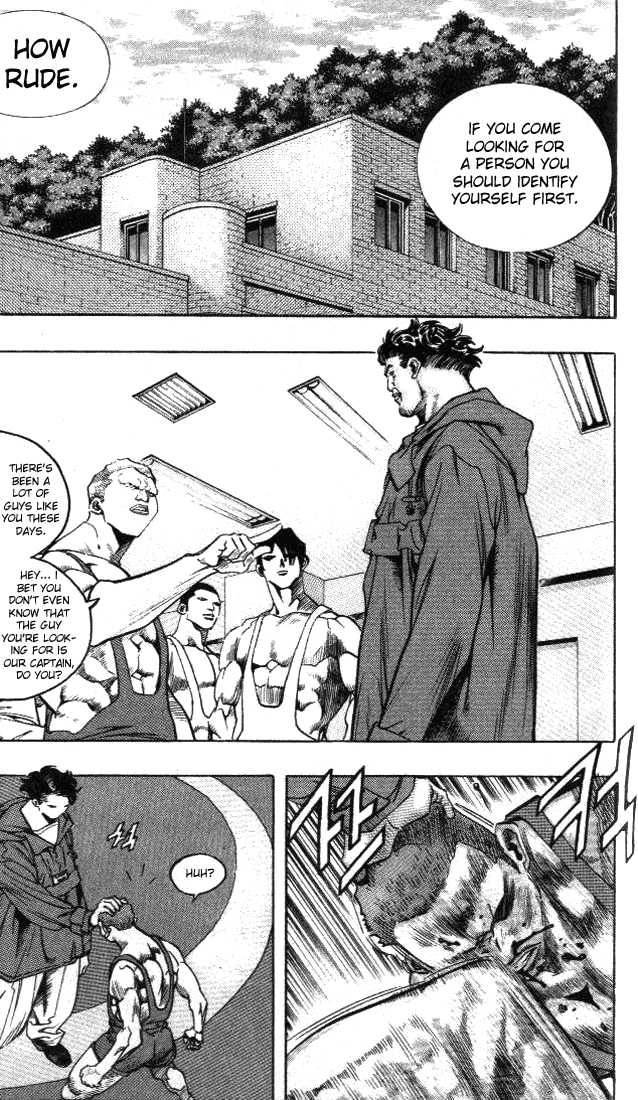 HOW
RUDE.
IF YOU COME
LOOKING FOR
A PERSON YOU
SHOULD IDENTIFY
YOURSELF FIRST.
THERE'S
BEEN A
LOT OF
GUYS LIKE
YOU THESE
DAYS.
HEY... I
BET YOU
DON'T EVEN
KNOW THAT
THE GUY
YOU'RE LOOK-
ING FOR IS
OUR CAPTAIN,
DO YOU?
HUH?